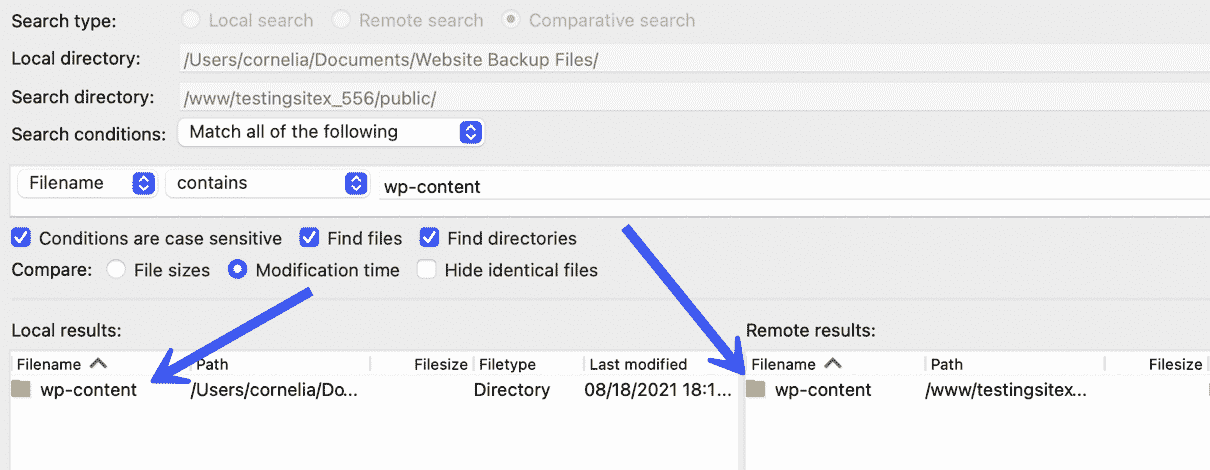 Search type: Local search Remote search Comparative search
Local directory: /Users/cornelia/Documents/Website Backup Files/
Search directory: /www/testingsitex_556/public/
Search conditions: Match all of the following
Filename contains wp-content
Conditions are case sensitive Find files Find directories
Compare: File sizes Modification time Hide identical files
Local results: Remote results:
Filename Path Filesize Filetype Last modified Filename Path Filesize
wp-content /Users/cornelia/Do... Directory 08/18/2021 18:1... wp-content /www/testingsitex...